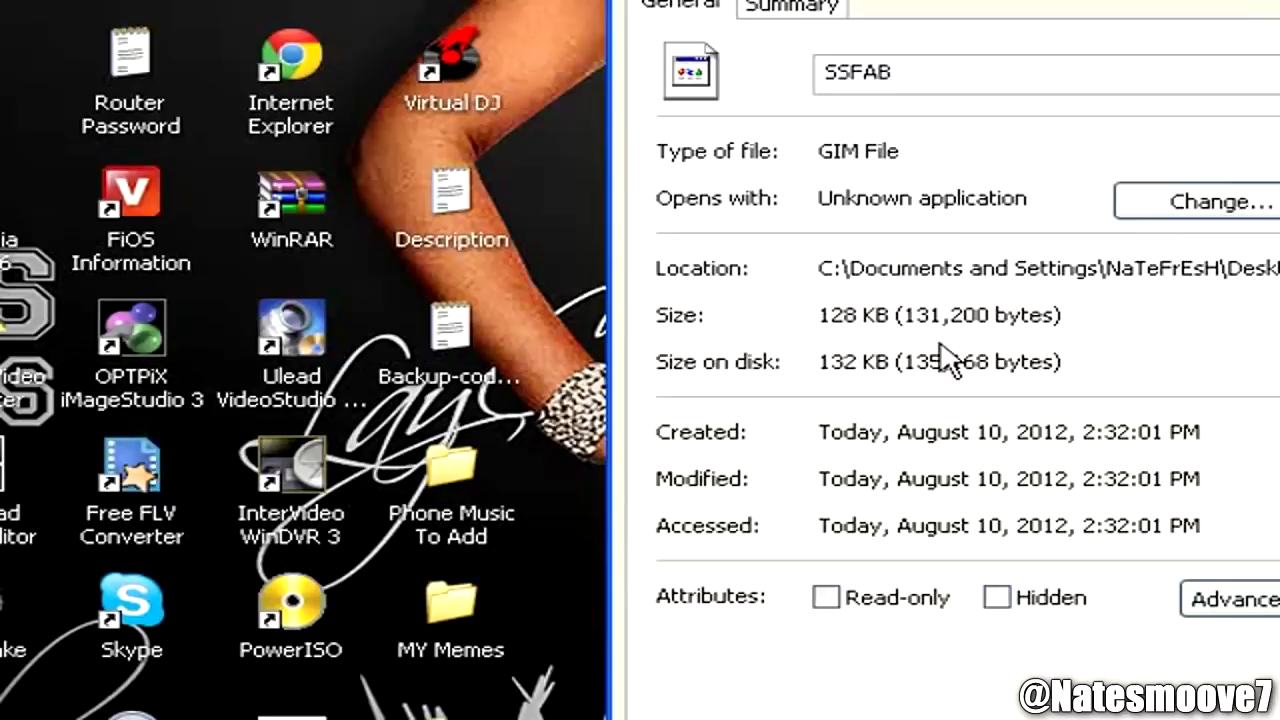 General
Summary
SSFAB
Type of file: GIM File
Opens with: Unknown application
Change...
Location: C:\Documents and Settings\NaTeFrEsH\Desk
Size: 128 KB (131,200 bytes)
Size on disk: 132 KB (135 68 bytes)
Created: Today, August 10, 2012, 2:32:01 PM
Modified: Today, August 10, 2012, 2:32:01 PM
Accessed: Today, August 10, 2012, 2:32:01 PM
Attributes:
Read-only
Hidden
Advance
Router
Password
Internet
Explorer
Virtual DJ
FiOS
Information
WinRAR
Description
OPTPiX
iMageStudio 3
Ulead
VideoStudio ...
Backup-cod...
Free FLV
Converter
InterVideo
WinDVR 3
Phone Music
To Add
Skype
PowerISO
MY Memes
@Natesmoove7